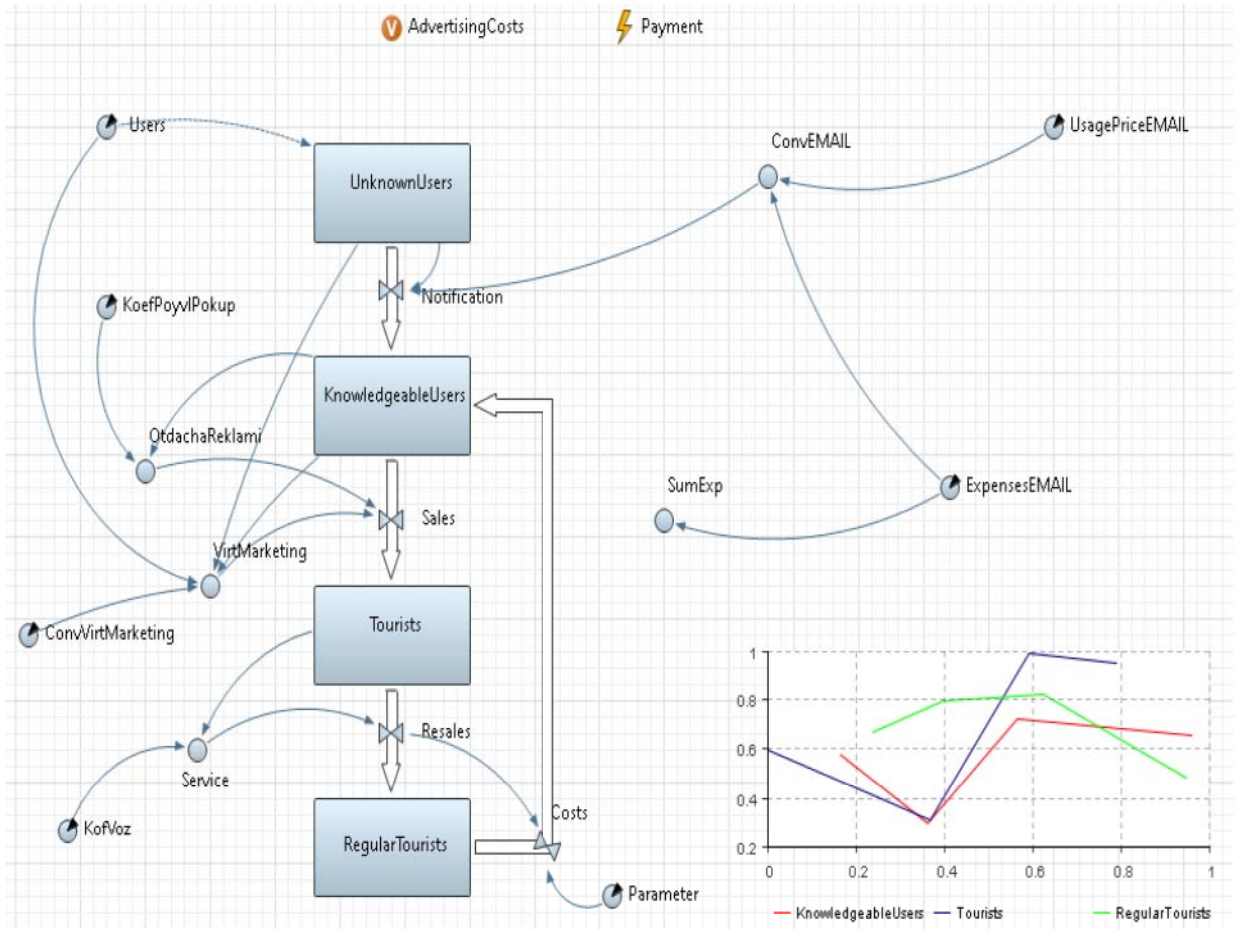 V AdvertisingCosts
Payment
Users
UsagePriceEMAIL
ConvEMAIL
UnknownUsers
Notification
KoefPoyvlPokup
KnowledgeableUsers
OtdachaReklami
SumExp
ExpensesEMAIL
Sales
VirtMarketing
ConvVirtMarketing
Tourists
Resales
Service
KofVoz
Costs
RegularTourists
Parameter
1
0.8
0.6
0.4
0.2
0 0.2 0.4 0.6 0.8 1
KnowledgeableUsers Tourists RegularTourists